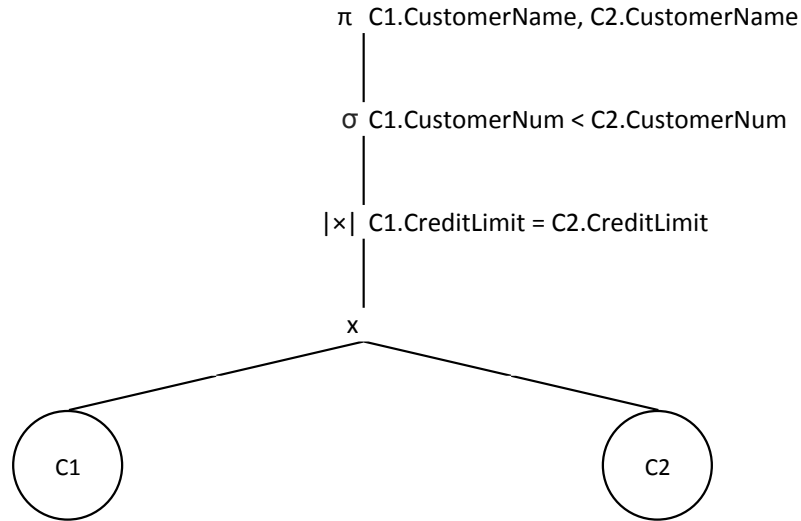 π C1.CustomerName, C2.CustomerName
σ C1.CustomerNum < C2.CustomerNum
|×| C1.CreditLimit = C2.CreditLimit
x
C1
C2